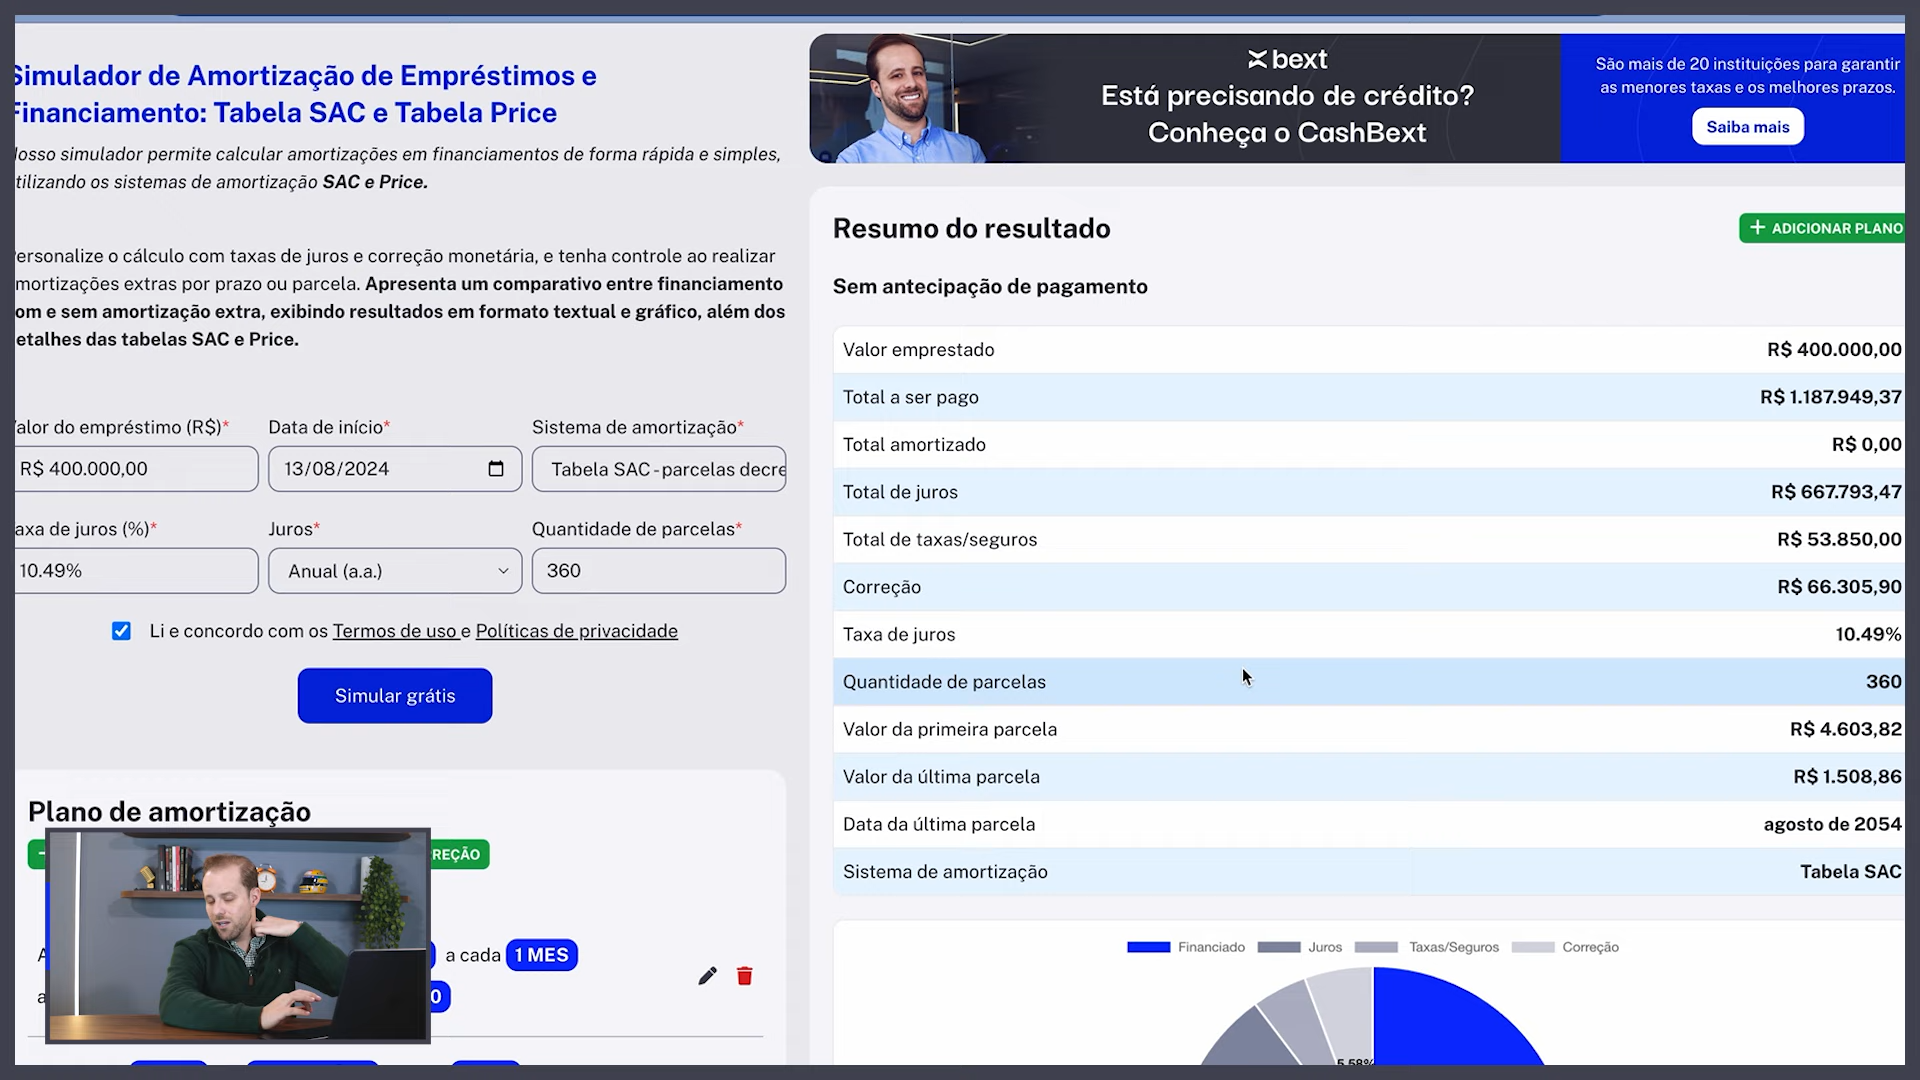 Simulador de Amortização de Empréstimos e
Financiamento: Tabela SAC e Tabela Price
osso simulador permite calcular amortizações em financiamentos de forma rápida e simples,
tilizando os sistemas de amortização SAC e Price.
ersonalize o cálculo com taxas de juros e correção monetária, e tenha controle ao realizar
mortizações extras por prazo ou parcela. Apresenta um comparativo entre financiamento
om e sem amortização extra, exibindo resultados em formato textual e gráfico, além dos
etalhes das tabelas SAC e Price.
alor do empréstimo (R$)*
Data de início*
Sistema de amortização*
R$ 400.000,00
13/08/2024
Tabela SAC - parcelas decre
axa de juros (%)*
Juros*
Quantidade de parcelas*
10.49%
Anual (a.a.)
360
Li e concordo com os Termos de uso e Políticas de privacidade
Simular grátis
Plano de amortização
REÇÃO
a cada 1 MES
0
bext
Está precisando de crédito?
Conheça o CashBext
São mais de 20 instituições para garantir
as menores taxas e os melhores prazos.
Saiba mais
Resumo do resultado
+ ADICIONAR PLANO
Sem antecipação de pagamento
Valor emprestado R$ 400.000,00
Total a ser pago R$ 1.187.949,37
Total amortizado R$ 0,00
Total de juros R$ 667.793,47
Total de taxas/seguros R$ 53.850,00
Correção R$ 66.305,90
Taxa de juros 10.49%
Quantidade de parcelas 360
Valor da primeira parcela R$ 4.603,82
Valor da última parcela R$ 1.508,86
Data da última parcela agosto de 2054
Sistema de amortização Tabela SAC
Financiado Juros Taxas/Seguros Correção
5.58%